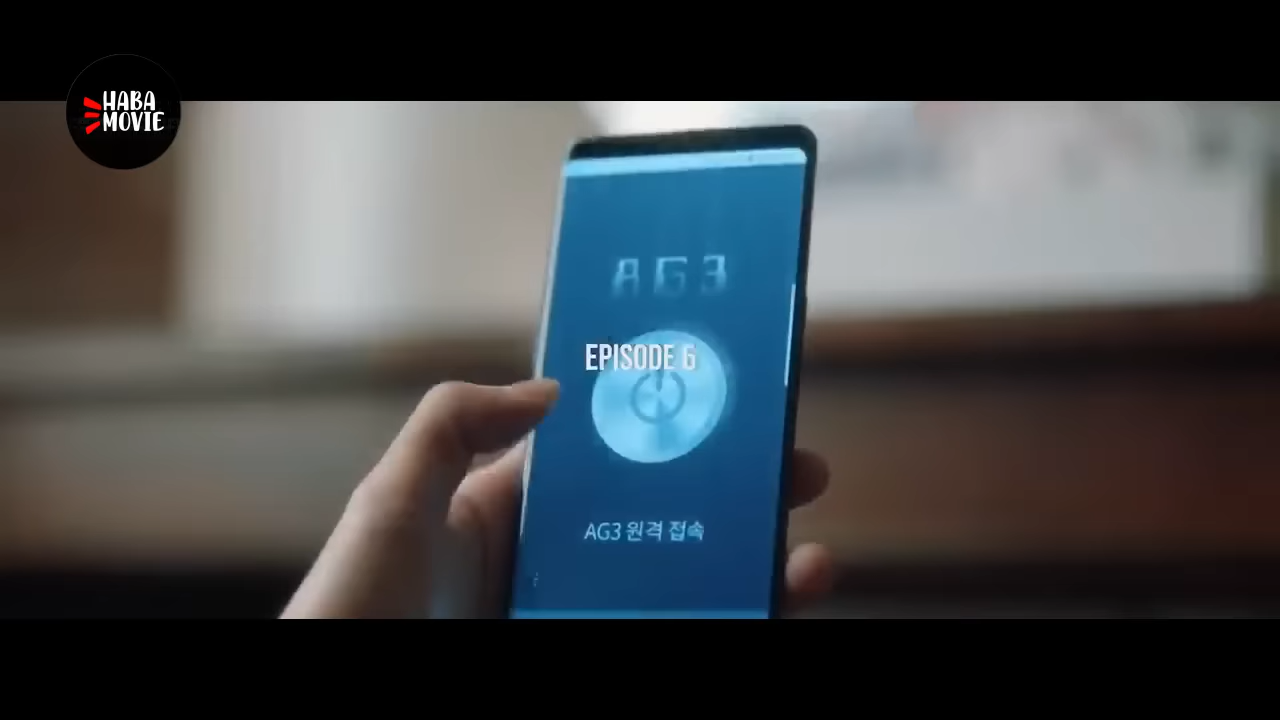 HABA
MOVIE
AG3
EPISODE 6
AG3 원격 접속